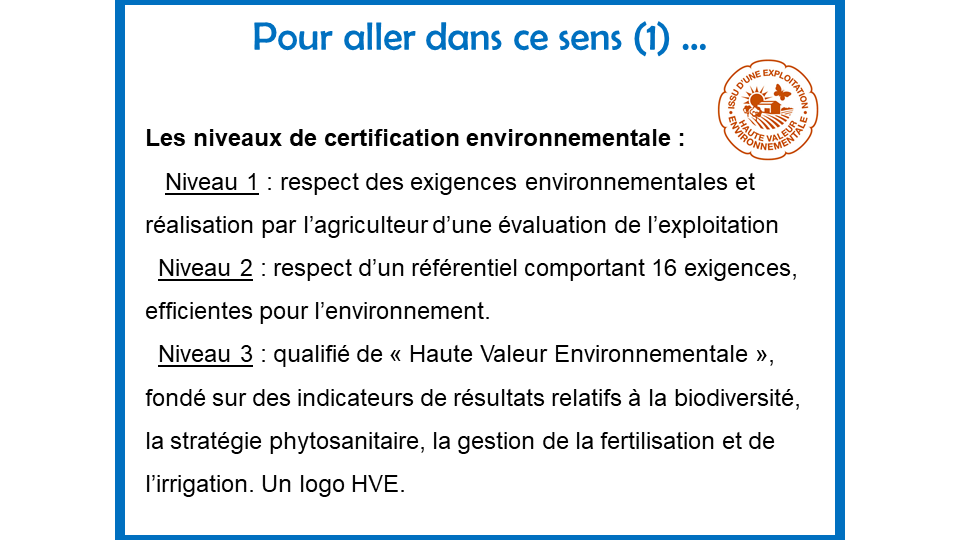 Pour aller dans ce sens (1) ...
ISSU D'UNE EXPLOITATION
HAUTE VALEUR
ENVIRONNEMENTALE
Les niveaux de certification environnementale :
Niveau 1 : respect des exigences environnementales et
réalisation par l’agriculteur d’une évaluation de l’exploitation
Niveau 2 : respect d’un référentiel comportant 16 exigences,
efficientes pour l’environnement.
Niveau 3 : qualifié de « Haute Valeur Environnementale »,
fondé sur des indicateurs de résultats relatifs à la biodiversité,
la stratégie phytosanitaire, la gestion de la fertilisation et de
l’irrigation. Un logo HVE.